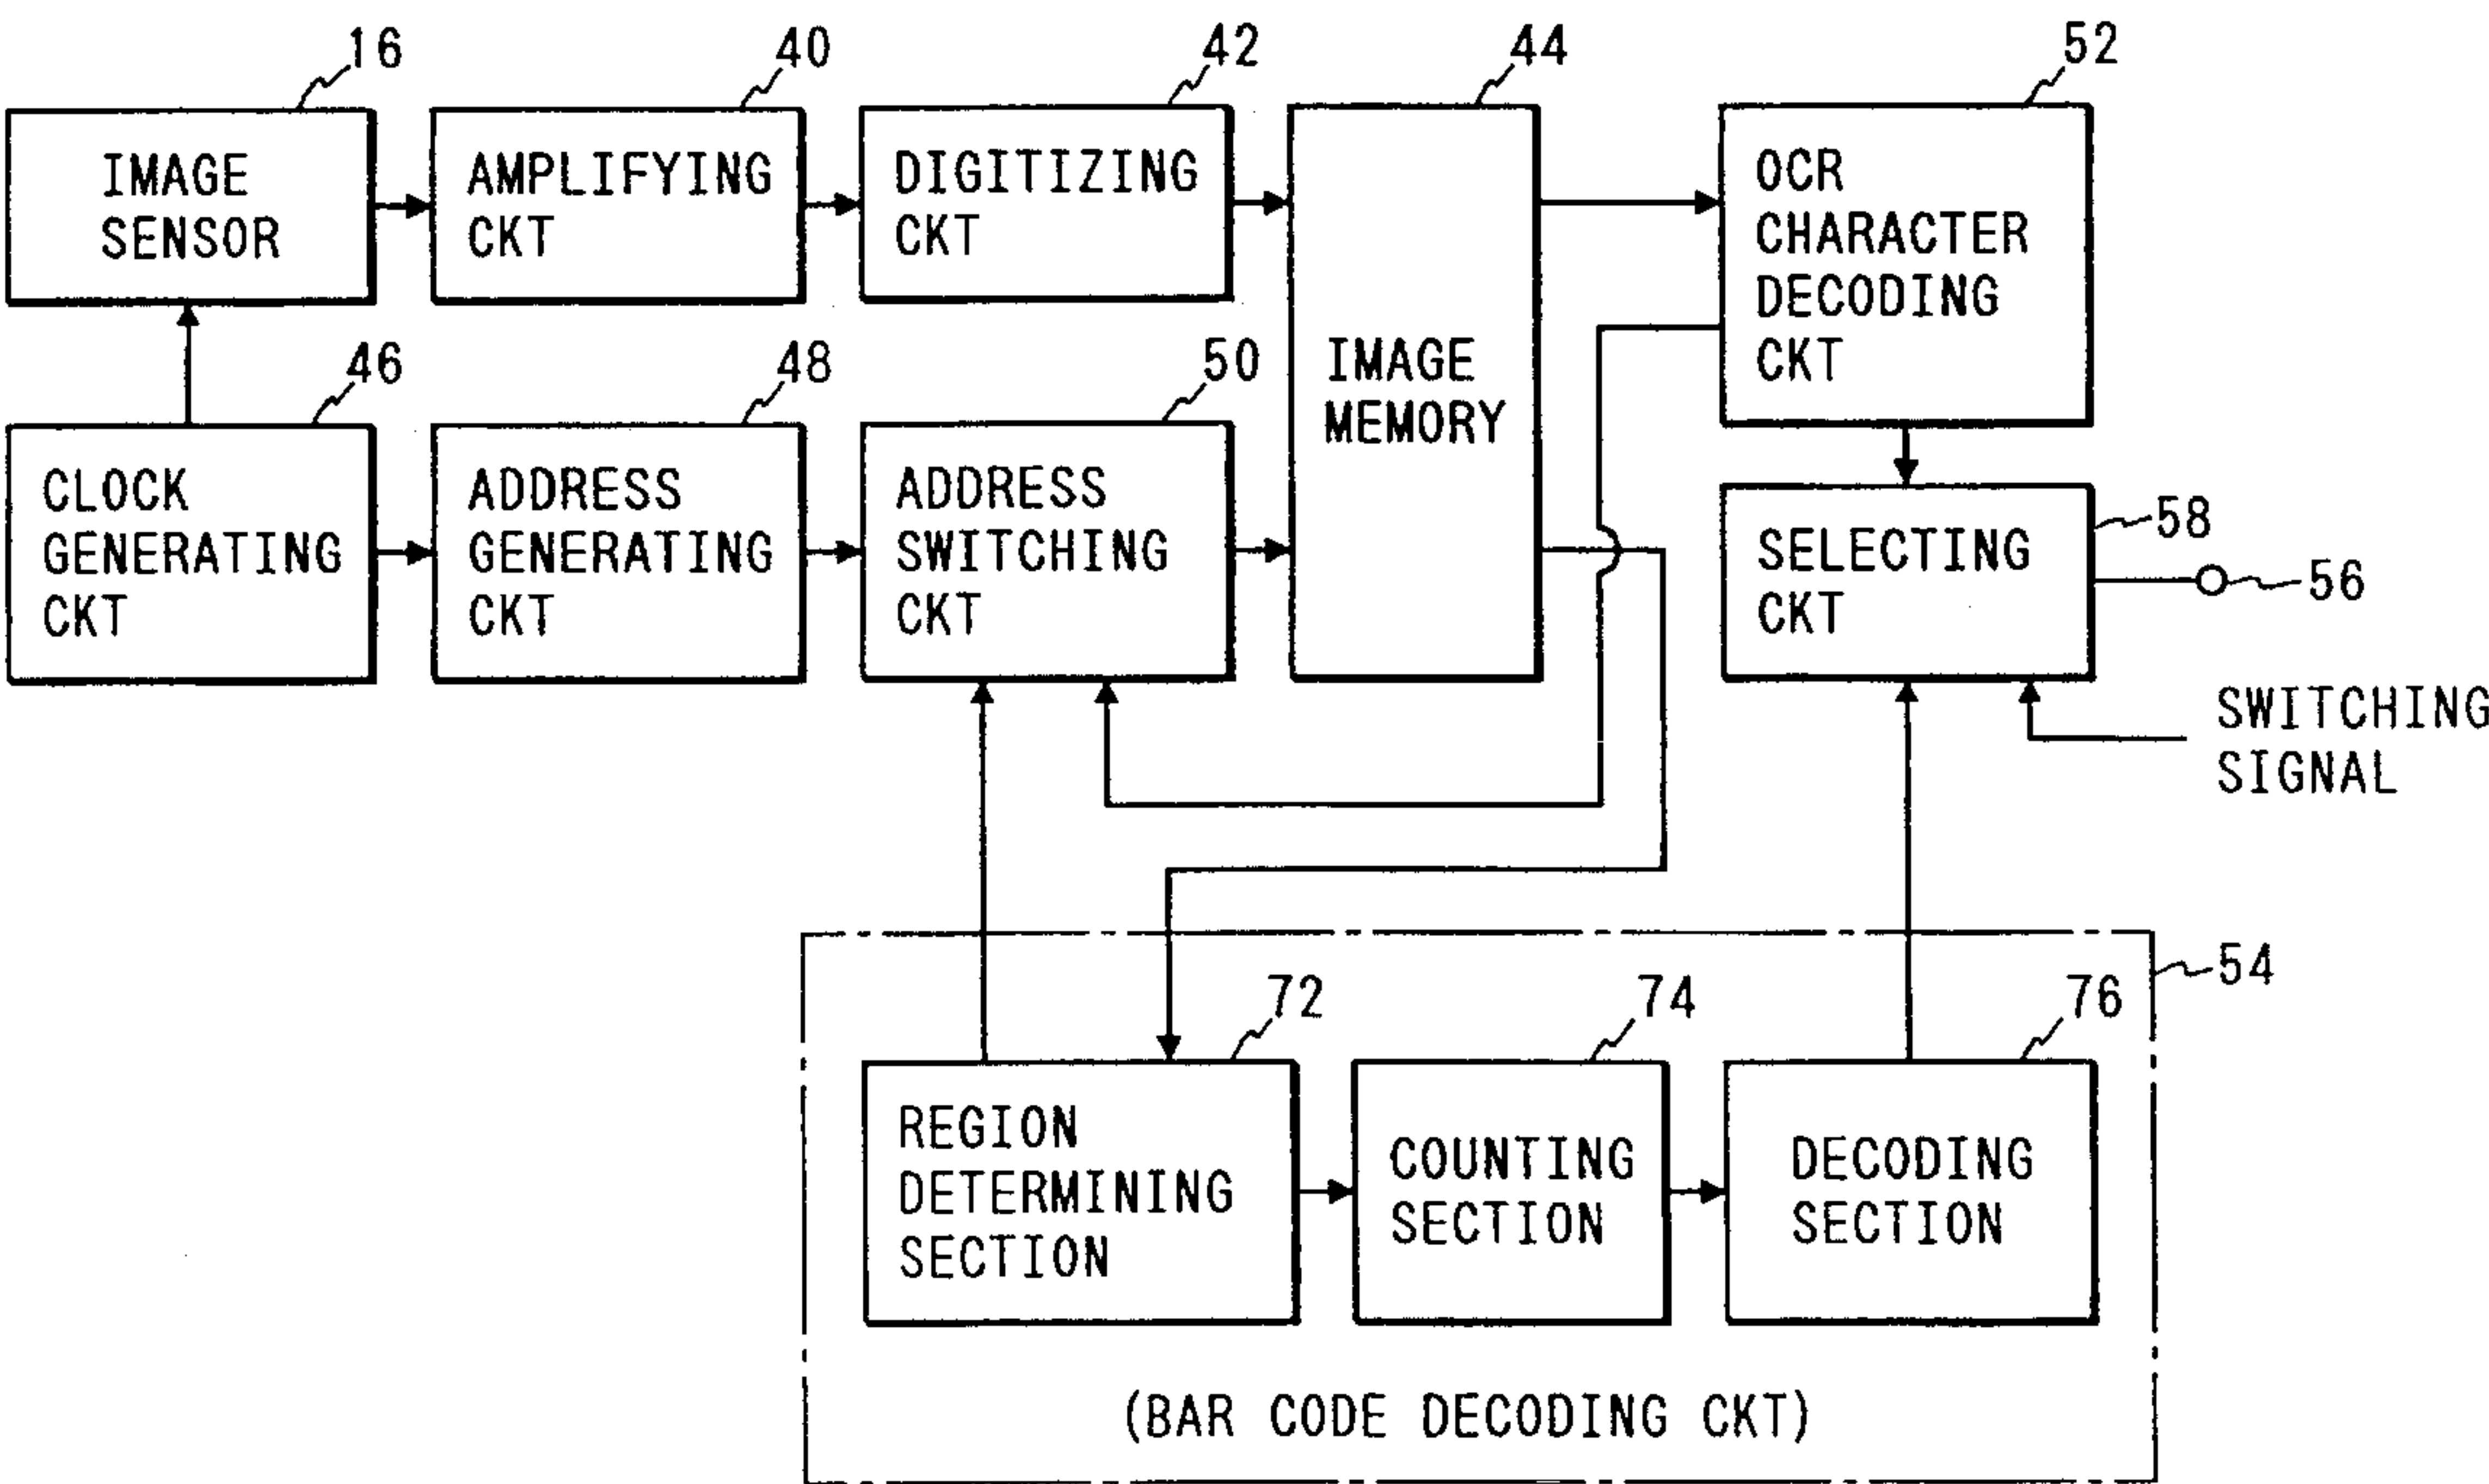 16
40
42
44
52
IMAGE
SENSOR
AMPLIFYING
CKT
DIGITIZING
CKT
IMAGE
MEMORY
OCR
CHARACTER
DECODING
CKT
46
48
50
CLOCK
GENERATING
CKT
ADDRESS
GENERATING
CKT
ADDRESS
SWITCHING
CKT
SELECTING
CKT
58
56
SWITCHING
SIGNAL
54
72
74
76
REGION
DETERMINING
SECTION
COUNTING
SECTION
DECODING
SECTION
(BAR CODE DECODING CKT)